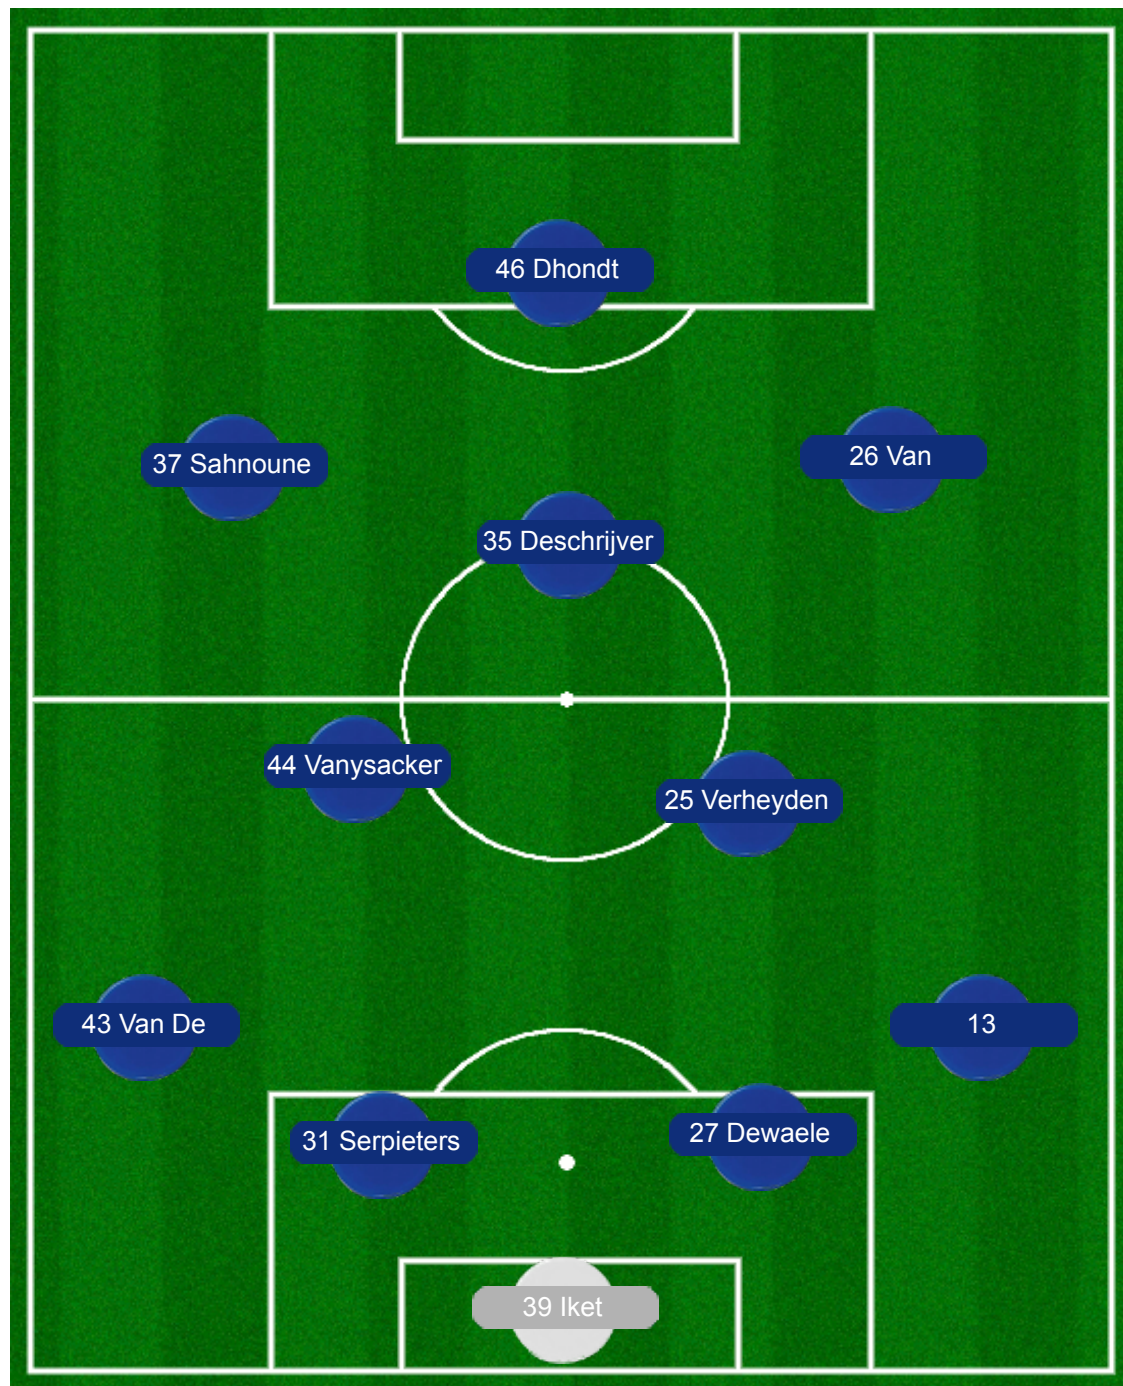 46 Dhondt
37 Sahnoune
26 Van
35 Deschrijver
44 Vanysacker
25 Verheyden
43 Van De
13
31 Serpieters
27 Dewaele
39 Iket